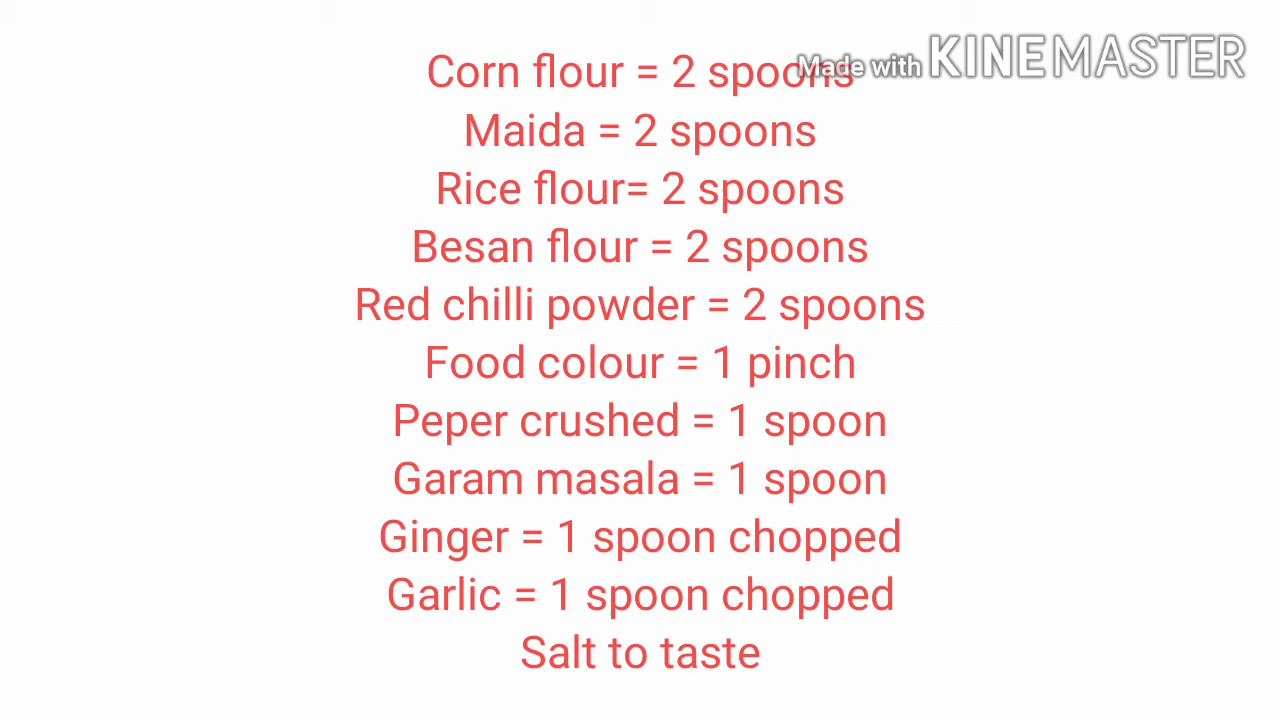 Made with KINEMASTER
Corn flour = 2 spoons
Maida = 2 spoons
Rice flour= 2 spoons
Besan flour = 2 spoons
Red chilli powder = 2 spoons
Food colour = 1 pinch
Peper crushed = 1 spoon
Garam masala = 1 spoon
Ginger = 1 spoon chopped
Garlic = 1 spoon chopped
Salt to taste